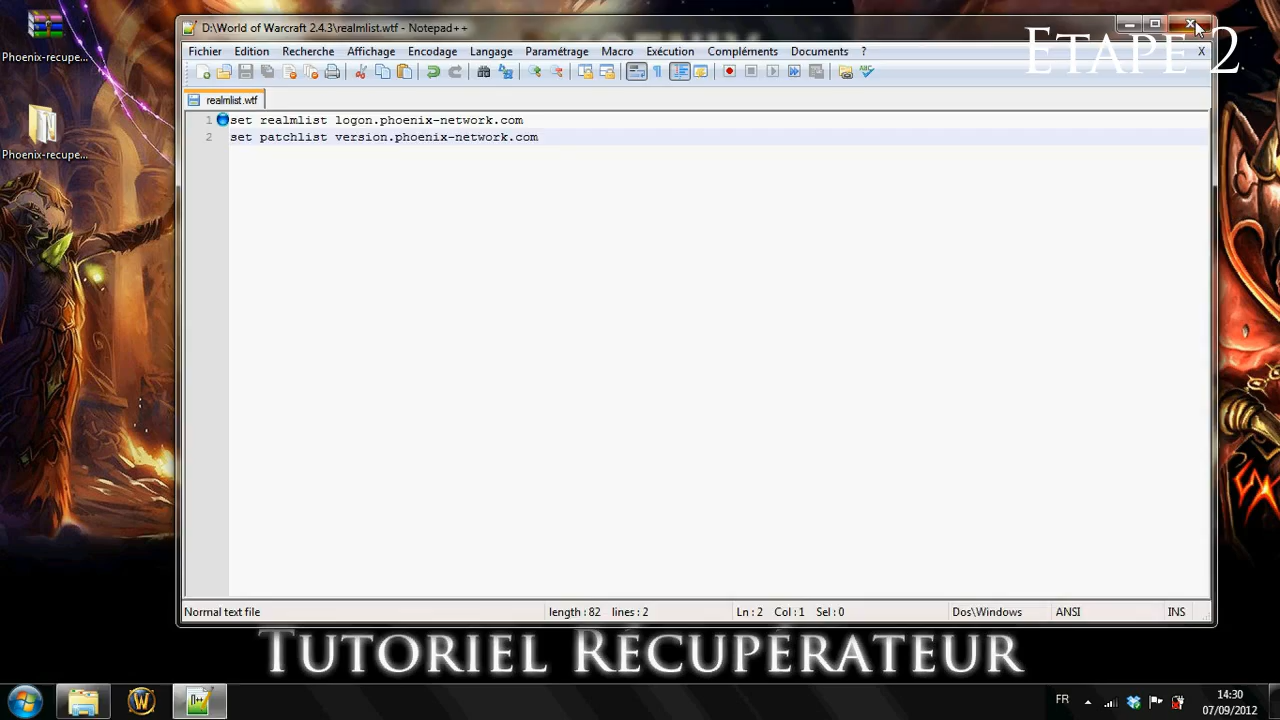 Phoenix-recupe...
Phoenix-recupe...
D:\World of Warcraft 2.4.3\realmlist.wtf - Notepad++
ETAPE 2
Fichier Edition Recherche Affichage Encodage Langage Paramétrage Macro Exécution Compléments Documents ? X
realmlist.wtf
1 set realmlist logon.phoenix-network.com
2 set patchlist version.phoenix-network.com
Normal text file length : 82 lines : 2 Ln : 2 Col : 1 Sel : 0 Dos\Windows ANSI INS
TUTORIEL RÉCUPÉRATEUR
FR
14:30
07/09/2012